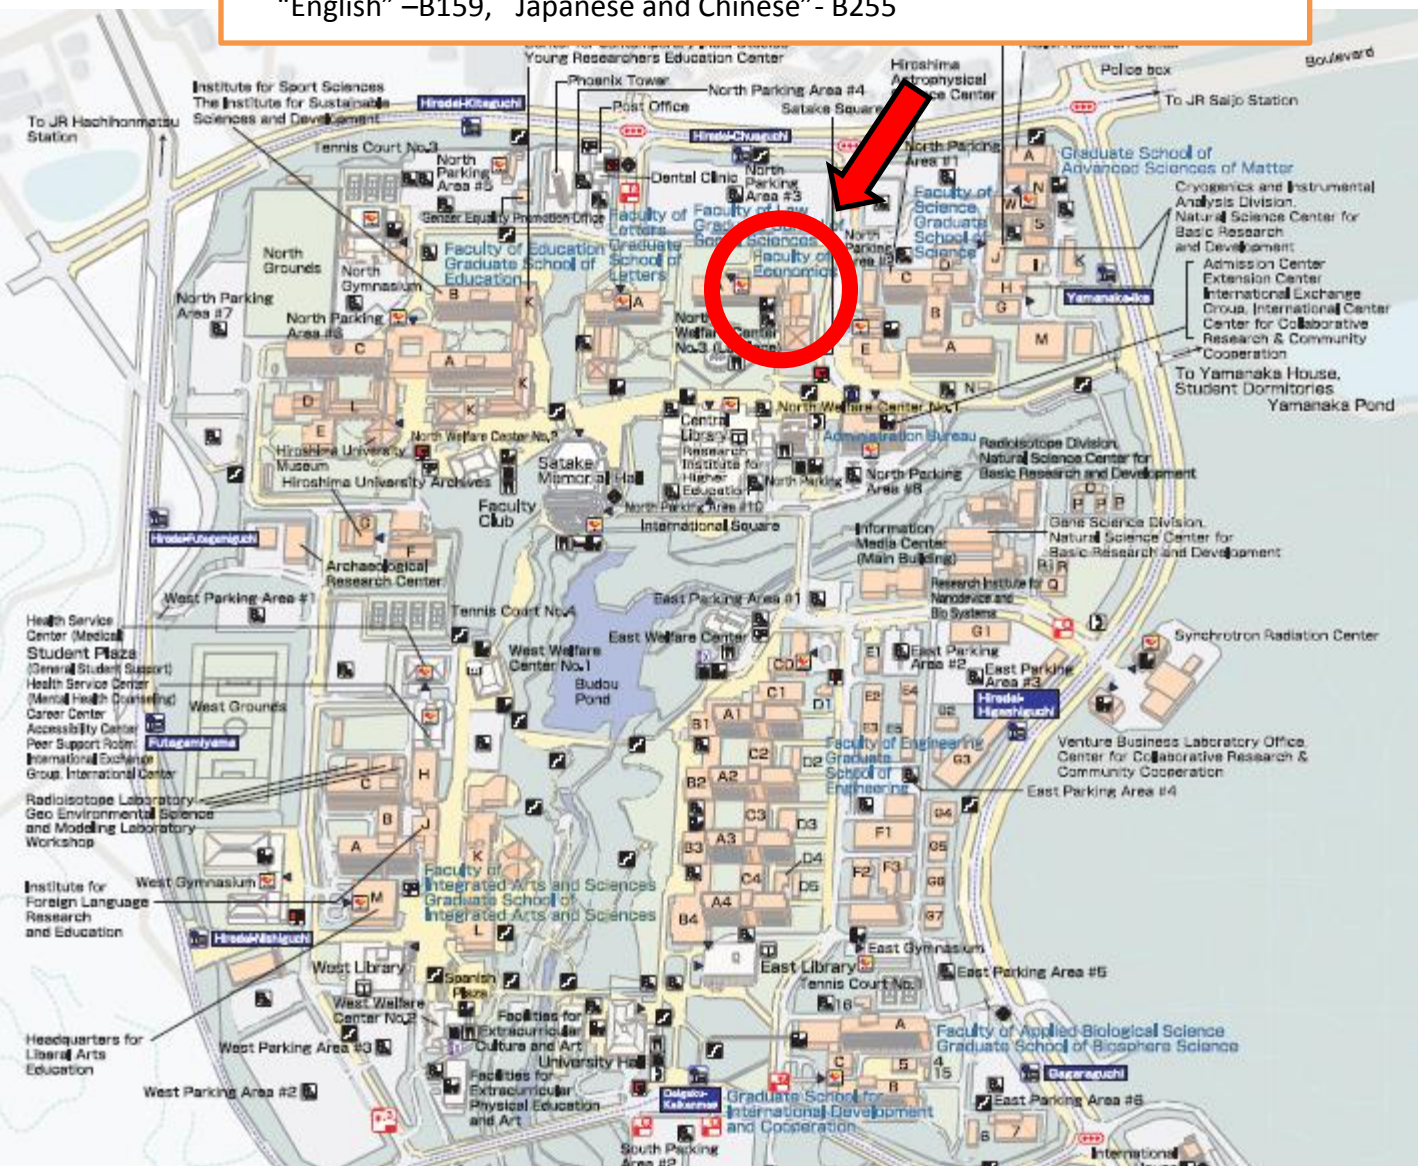 “English” –B159, “Japanese and Chinese”- B255
Young Researchers Education Center
Phoenix Tower
North Parking Area #4
Post Office
Satake Square
Hiroshima
Astrophysical
Center
Police box
Boulevard
To JR Saijo Station
Institute for Sport Sciences
The Institute for Sustainable
Sciences and Development
Hirodai-Kitaguchi
To JR Hachihonmatsu
Station
Hirodai-Chuoguchi
Tennis Court No.3
North
Parking
Area #5
Dental Clinic
North
Parking
Area #3
North Parking
Area #1
Graduate School of
Advanced Sciences of Matter
Cryogenics and Instrumental
Analysis Division,
Natural Science Center for
Basic Research
and Development
Gender Equality Promotion Office
Faculty of
Letters
Graduate
School of
Letters
Faculty of Law
Social Sciences
Faculty of
Economics
North
Parking
Area #2
Faculty of
Science
Graduate
School of
Science
Faculty of Education
Graduate School of
Education
North
Grounds
North
Gymnasium
North Parking
Area #7
North Parking
Area #6
North
Welfare Center
Yamanaka-ike
Admission Center
Extension Center
International Exchange
Group, International Center
Center for Collaborative
Research & Community
Cooperation
To Yamanaka House,
Student Dormitories
Yamanaka Pond
North Welfare Center No.1
Administration Bureau
North Welfare Center No.2
Central
Library
Research
Institute for
Higher
Education
North Parking
North Parking
Area #8
Radioisotope Division,
Natural Science Center for
Basic Research and Development
Hiroshima University
Museum
Hiroshima University Archives
Satake
Memorial Hall
Faculty
Club
North Parking Area #10
International Square
Information
Media Center
(Main Building)
Gene Science Division,
Natural Science Center for
Basic Research and Development
Hirodai-Futagamiguchi
Archaeological
Research Center
West Parking Area #1
Tennis Court No.4
East Parking Area #1
Research Institute for
Nanodevice and
Bio Systems
Health Service
Center (Medical)
Student Plaza
(General Student Support)
Health Service Center
(Mental Health Counseling)
Career Center
Accessibility Center
Peer Support Room
International Exchange
Group, International Center
West Grounds
Futagamiyama
West Welfare
Center No.1
Budou
Pond
East Welfare Center
East Parking
Area #2
East Parking
Area #3
Hirodai-
Higashiguchi
Synchrotron Radiation Center
Venture Business Laboratory Office,
Center for Collaborative Research &
Community Cooperation
East Parking Area #4
Faculty of Engineering
Graduate
School of
Engineering
Radioisotope Laboratory
Geo Environmental Science
and Modeling Laboratory
Workshop
West Gymnasium
Institute for
Foreign Language
Research
and Education
Faculty of
Integrated Arts and Sciences
Graduate School of
Integrated Arts and Sciences
Hirodai-Nishiguchi
West Library
Spanish
Plaza
West Welfare
Center No.2
East Gymnasium
East Library
Tennis Court No.1
East Parking Area #5
Headquarters for
Liberal Arts
Education
West Parking Area #3
West Parking Area #2
Facilities for
Extracurricular
Culture and Art
University Hall
Facilities for
Extracurricular
Physical Education
and Art
Faculty of Applied Biological Science
Graduate School of Biosphere Science
Gagaraguchi
Daigaku-
Kaikanmae
Graduate School for
International Development
and Cooperation
East Parking Area #6
South Parking
Area #2
International